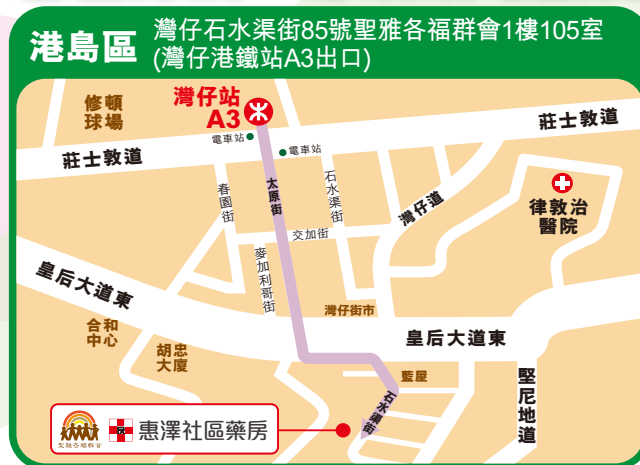 港島區
灣仔石水渠街85號聖雅各福群會1樓105室
(灣仔港鐵站A3出口)
修頓
球場
灣仔站
A3
電車站
電車站
莊士敦道
莊士敦道
春園街
太原街
石水渠街
灣仔道
律敦治
醫院
交加街
麥加利哥街
皇后大道東
灣仔街市
合和
中心
胡忠
大廈
皇后大道東
藍屋
堅尼地道
石水渠街
聖雅各福群會
惠澤社區藥房